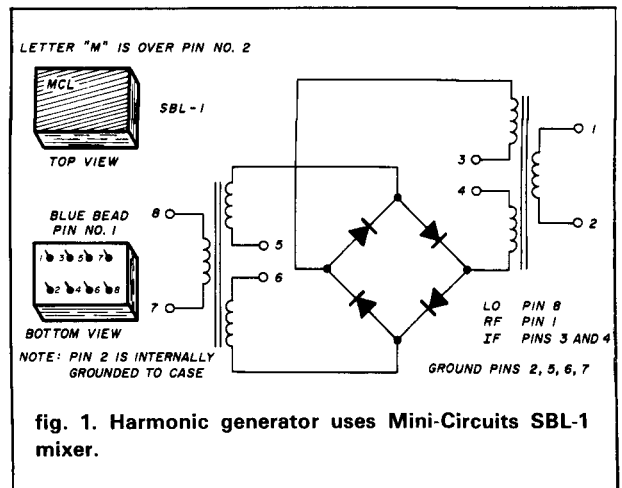 LETTER "M" IS OVER PIN NO. 2
MCL
SBL-1
TOP VIEW
BLUE BEAD
PIN NO. 1
1 3 5 7
2 4 6 8
BOTTOM VIEW
NOTE: PIN 2 IS INTERNALLY
GROUNDED TO CASE
8
7
5
6
3
4
1
2
LO PIN 8
RF PIN 1
IF PINS 3 AND 4
GROUND PINS 2, 5, 6, 7
fig. 1. Harmonic generator uses Mini-Circuits SBL-1
mixer.